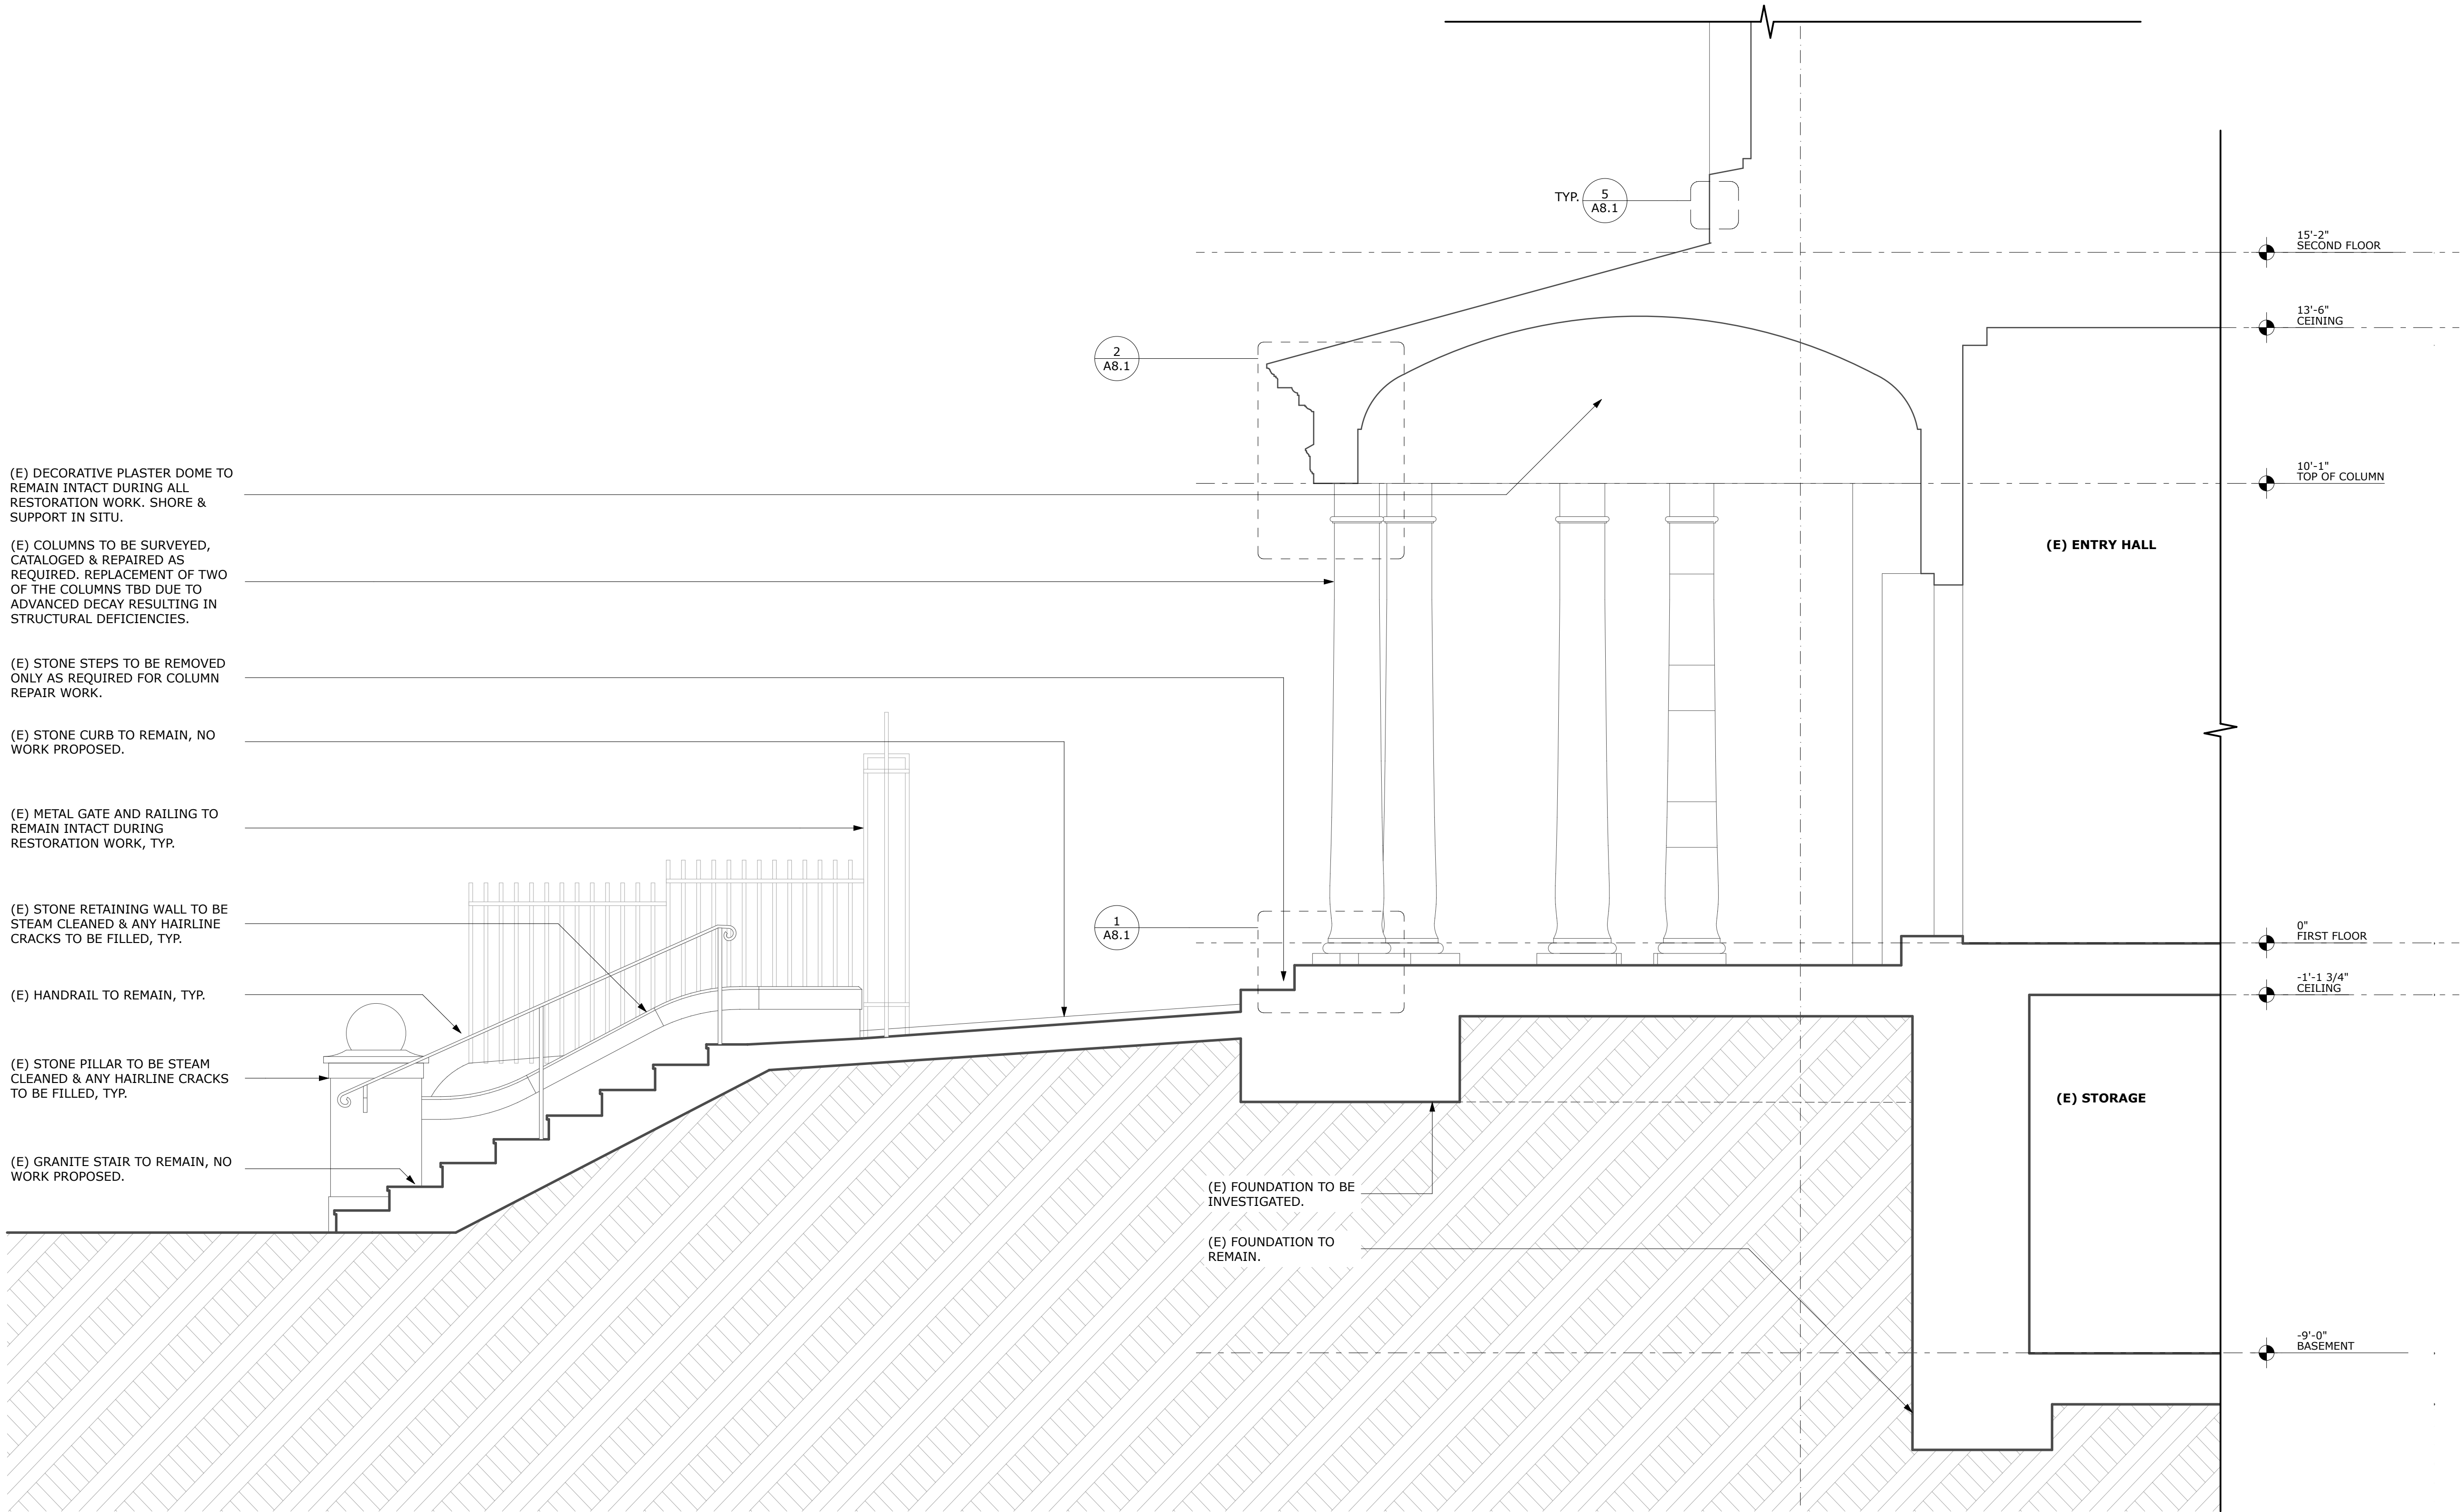 TYP.
5
A8.1
15'-2"
SECOND FLOOR
13'-6"
CEINING
2
A8.1
(E) DECORATIVE PLASTER DOME TO
REMAIN INTACT DURING ALL
RESTORATION WORK. SHORE &
SUPPORT IN SITU.
10'-1"
TOP OF COLUMN
(E) COLUMNS TO BE SURVEYED,
CATALOGED & REPAIRED AS
REQUIRED. REPLACEMENT OF TWO
OF THE COLUMNS TBD DUE TO
ADVANCED DECAY RESULTING IN
STRUCTURAL DEFICIENCIES.
(E) ENTRY HALL
(E) STONE STEPS TO BE REMOVED
ONLY AS REQUIRED FOR COLUMN
REPAIR WORK.
(E) STONE CURB TO REMAIN, NO
WORK PROPOSED.
(E) METAL GATE AND RAILING TO
REMAIN INTACT DURING
RESTORATION WORK, TYP.
(E) STONE RETAINING WALL TO BE
STEAM CLEANED & ANY HAIRLINE
CRACKS TO BE FILLED, TYP.
1
A8.1
0"
FIRST FLOOR
-1'-1 3/4"
CEILING
(E) HANDRAIL TO REMAIN, TYP.
(E) STONE PILLAR TO BE STEAM
CLEANED & ANY HAIRLINE CRACKS
TO BE FILLED, TYP.
(E) STORAGE
(E) GRANITE STAIR TO REMAIN, NO
WORK PROPOSED.
(E) FOUNDATION TO BE
INVESTIGATED.
(E) FOUNDATION TO
REMAIN.
-9'-0"
BASEMENT